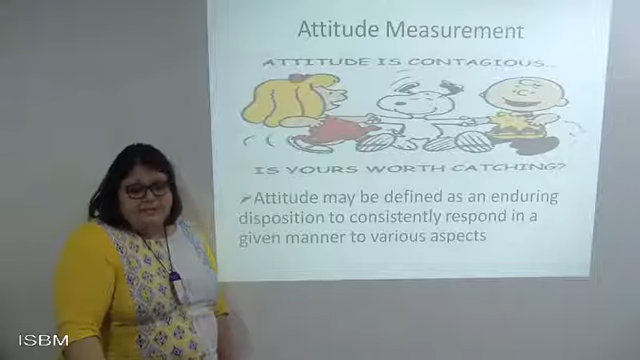 Attitude Measurement
ATTITUDE IS CONTAGIOUS...
IS YOURS WORTH CATCHING?
➢Attitude may be defined as an enduring
disposition to consistently respond in a
given manner to various aspects
ISBM